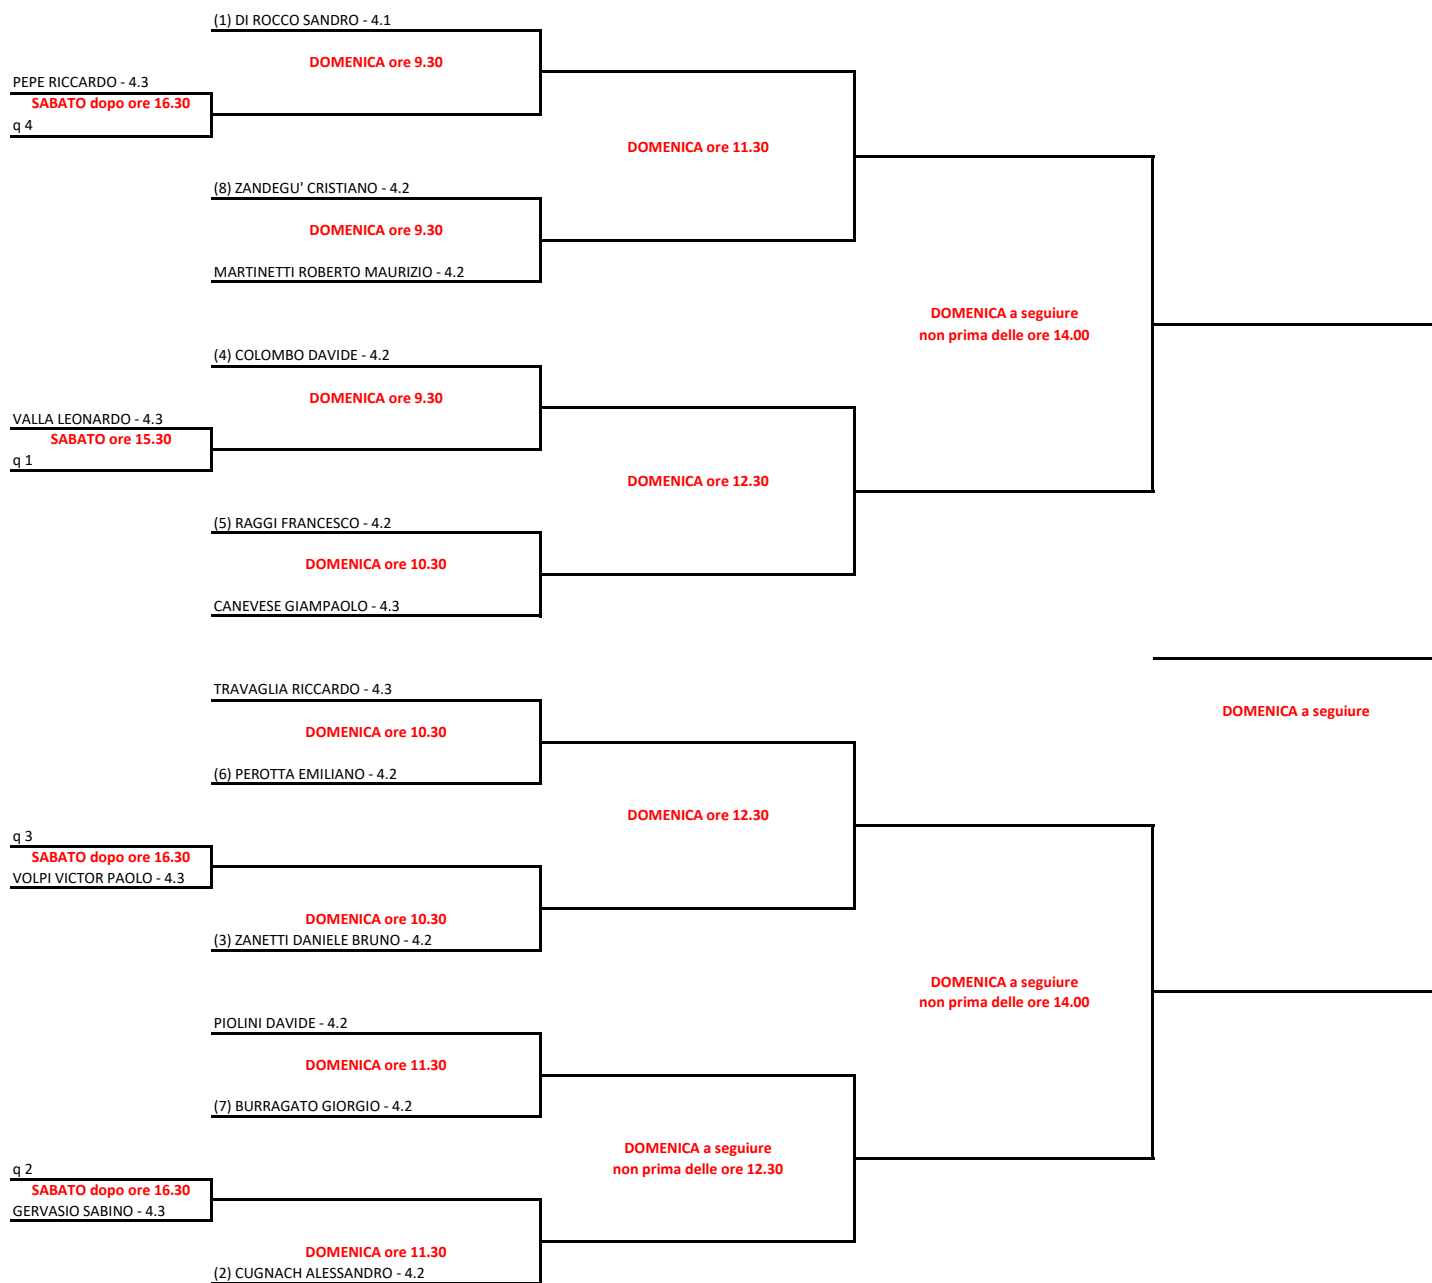 (1) DI ROCCO SANDRO - 4.1
DOMENICA ore 9.30
PEPE RICCARDO - 4.3
SABATO dopo ore 16.30
q 4
DOMENICA ore 11.30
(8) ZANDEGU' CRISTIANO - 4.2
DOMENICA ore 9.30
MARTINETTI ROBERTO MAURIZIO - 4.2
DOMENICA a seguiure
non prima delle ore 14.00
(4) COLOMBO DAVIDE - 4.2
DOMENICA ore 9.30
VALLA LEONARDO - 4.3
SABATO ore 15.30
q 1
DOMENICA ore 12.30
(5) RAGGI FRANCESCO - 4.2
DOMENICA ore 10.30
CANEVESE GIAMPAOLO - 4.3
TRAVAGLIA RICCARDO - 4.3
DOMENICA a seguiure
DOMENICA ore 10.30
(6) PEROTTA EMILIANO - 4.2
DOMENICA ore 12.30
q 3
SABATO dopo ore 16.30
VOLPI VICTOR PAOLO - 4.3
DOMENICA ore 10.30
(3) ZANETTI DANIELE BRUNO - 4.2
DOMENICA a seguiure
non prima delle ore 14.00
PIOLINI DAVIDE - 4.2
DOMENICA ore 11.30
(7) BURRAGATO GIORGIO - 4.2
DOMENICA a seguiure
non prima delle ore 12.30
q 2
SABATO dopo ore 16.30
GERVASIO SABINO - 4.3
DOMENICA ore 11.30
(2) CUGNACH ALESSANDRO - 4.2